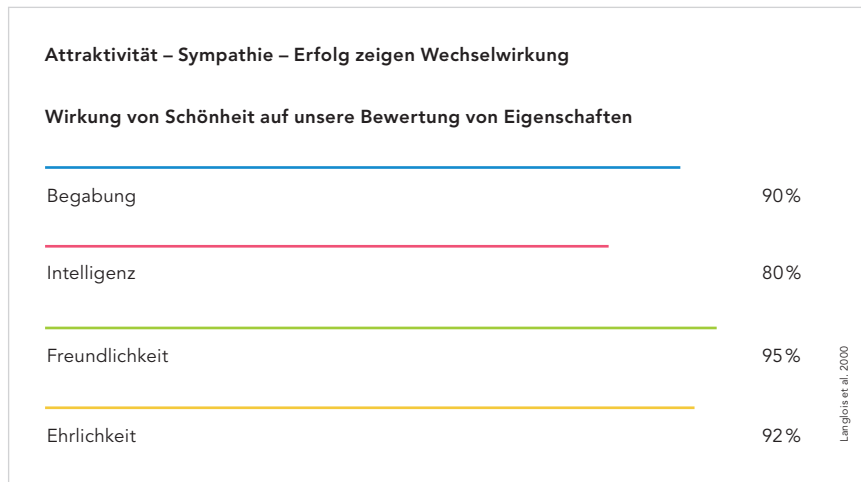 Attraktivität – Sympathie – Erfolg zeigen Wechselwirkung
Wirkung von Schönheit auf unsere Bewertung von Eigenschaften
Begabung 90%
Intelligenz 80%
Freundlichkeit 95%
Ehrlichkeit 92%
Langlois et al. 2000